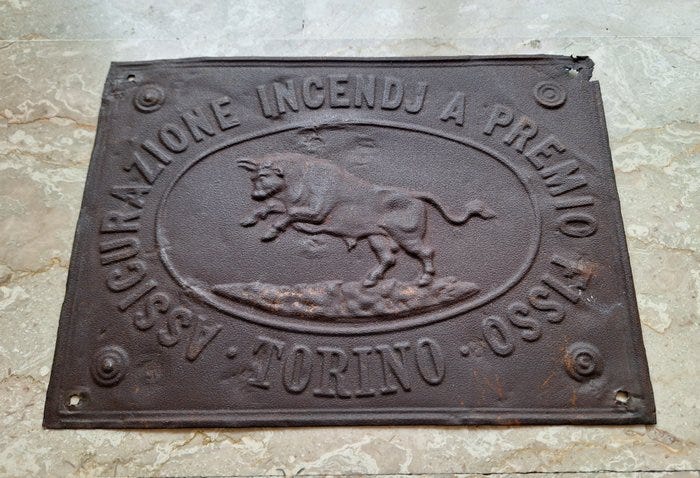 ASSICURAZIONE INCENDJ A PREMIO FISSO
· TORINO ·